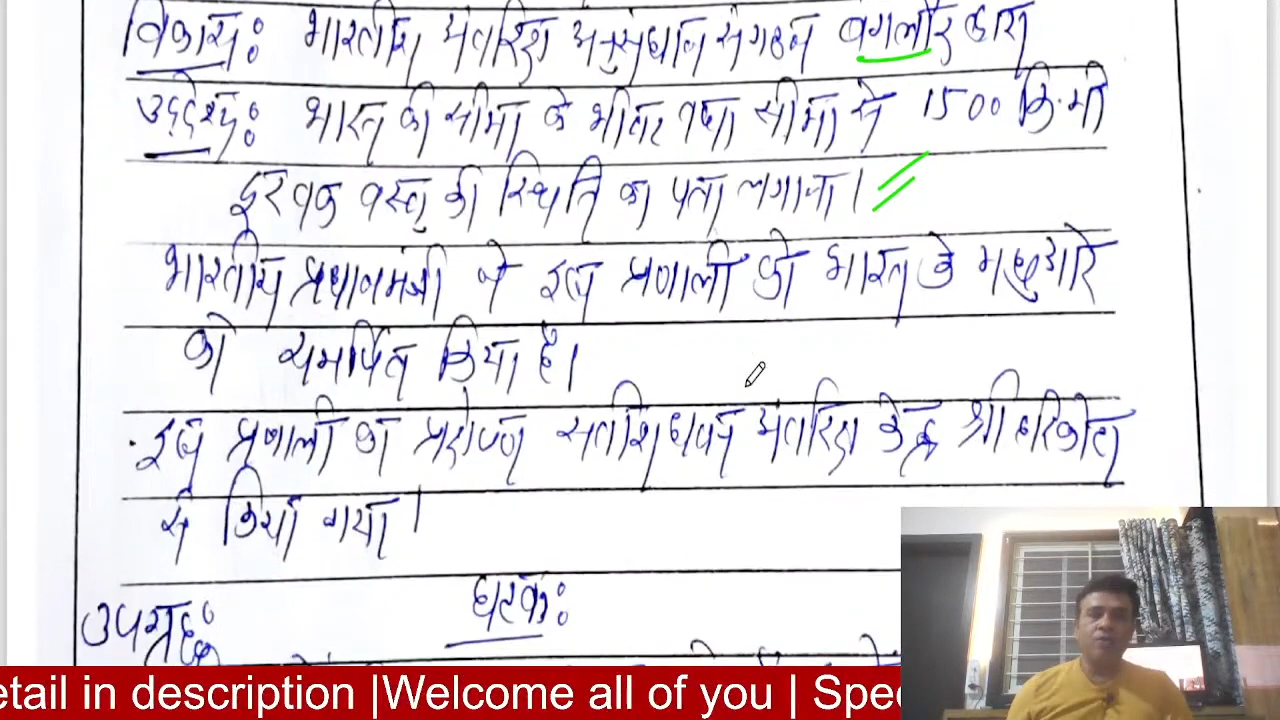 विकास: भारतीय अंतरिक्ष अनुसंधान संगठन बंगलौर द्वारा
उद्देश्य: भारत की सीमा के भीतर तथा सीमा से 1500 कि.मी
दूर तक वस्तु की स्थिति का पता लगाना।
भारतीय प्रधानमंत्री ने इस प्रणाली को भारत के मछुआरे
को समर्पित किया है।
इस प्रणाली का प्रक्षेपण सतीश धवन अंतरिक्ष केन्द्र श्री हरिकोटा
से किया गया।
घटक:
उपग्रह:
etail in description |Welcome all of you | Spe